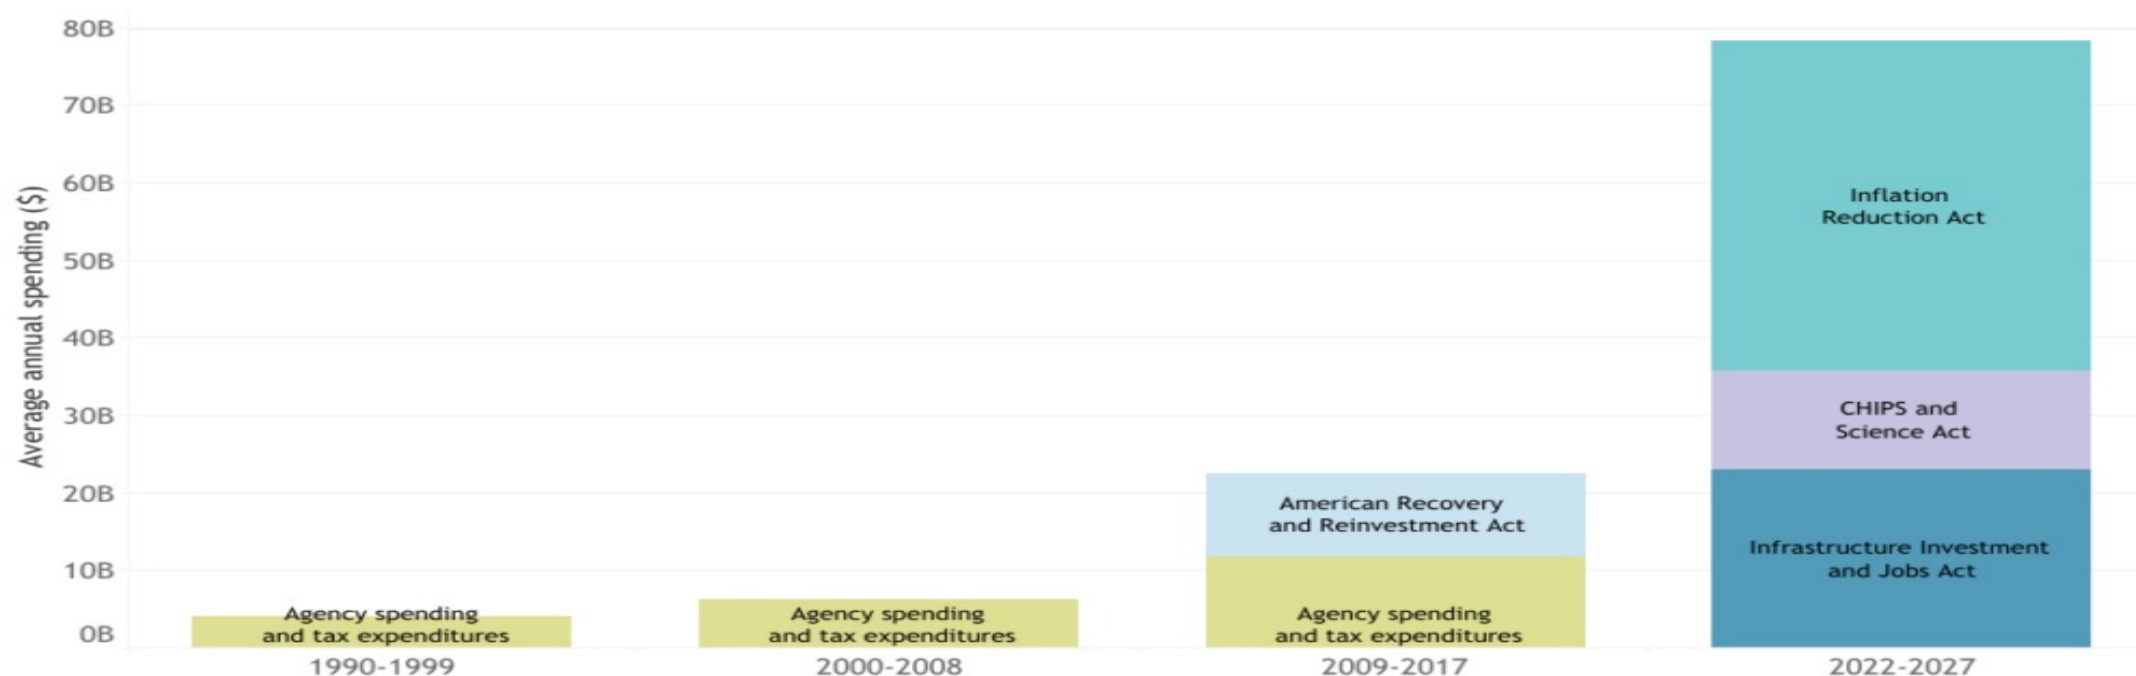 80B
70B
60B
50B
40B
30B
20B
10B
0B
Average annual spending ($)
Inflation
Reduction Act
CHIPS and
Science Act
American Recovery
and Reinvestment Act
Infrastructure Investment
and Jobs Act
Agency spending
and tax expenditures
Agency spending
and tax expenditures
Agency spending
and tax expenditures
1990-1999
2000-2008
2009-2017
2022-2027